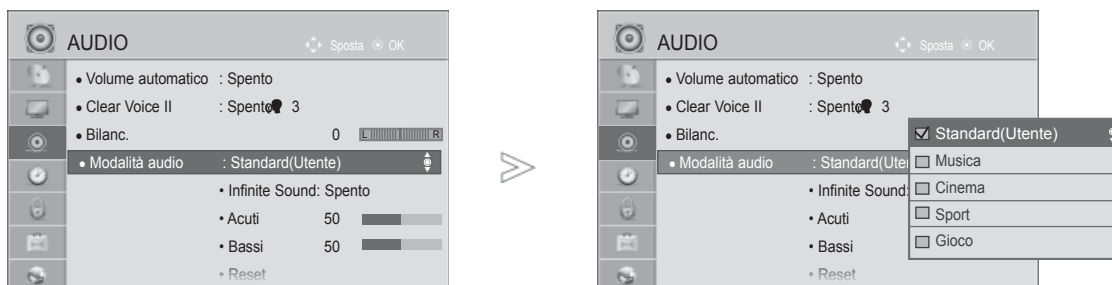 AUDIO
Sposta OK
• Volume automatico : Spento
• Clear Voice II : Spento 3
• Bilanc. 0 L R
• Modalità audio : Standard(Utente)
• Infinite Sound: Spento
• Acuti 50
• Bassi 50
• Reset
AUDIO
Sposta OK
• Volume automatico : Spento
• Clear Voice II : Spento 3
• Bilanc.
• Modalità audio : Standard(Uter
• Infinite Sound:
• Acuti
• Bassi
• Reset
Standard(Utente)
Musica
Cinema
Sport
Gioco